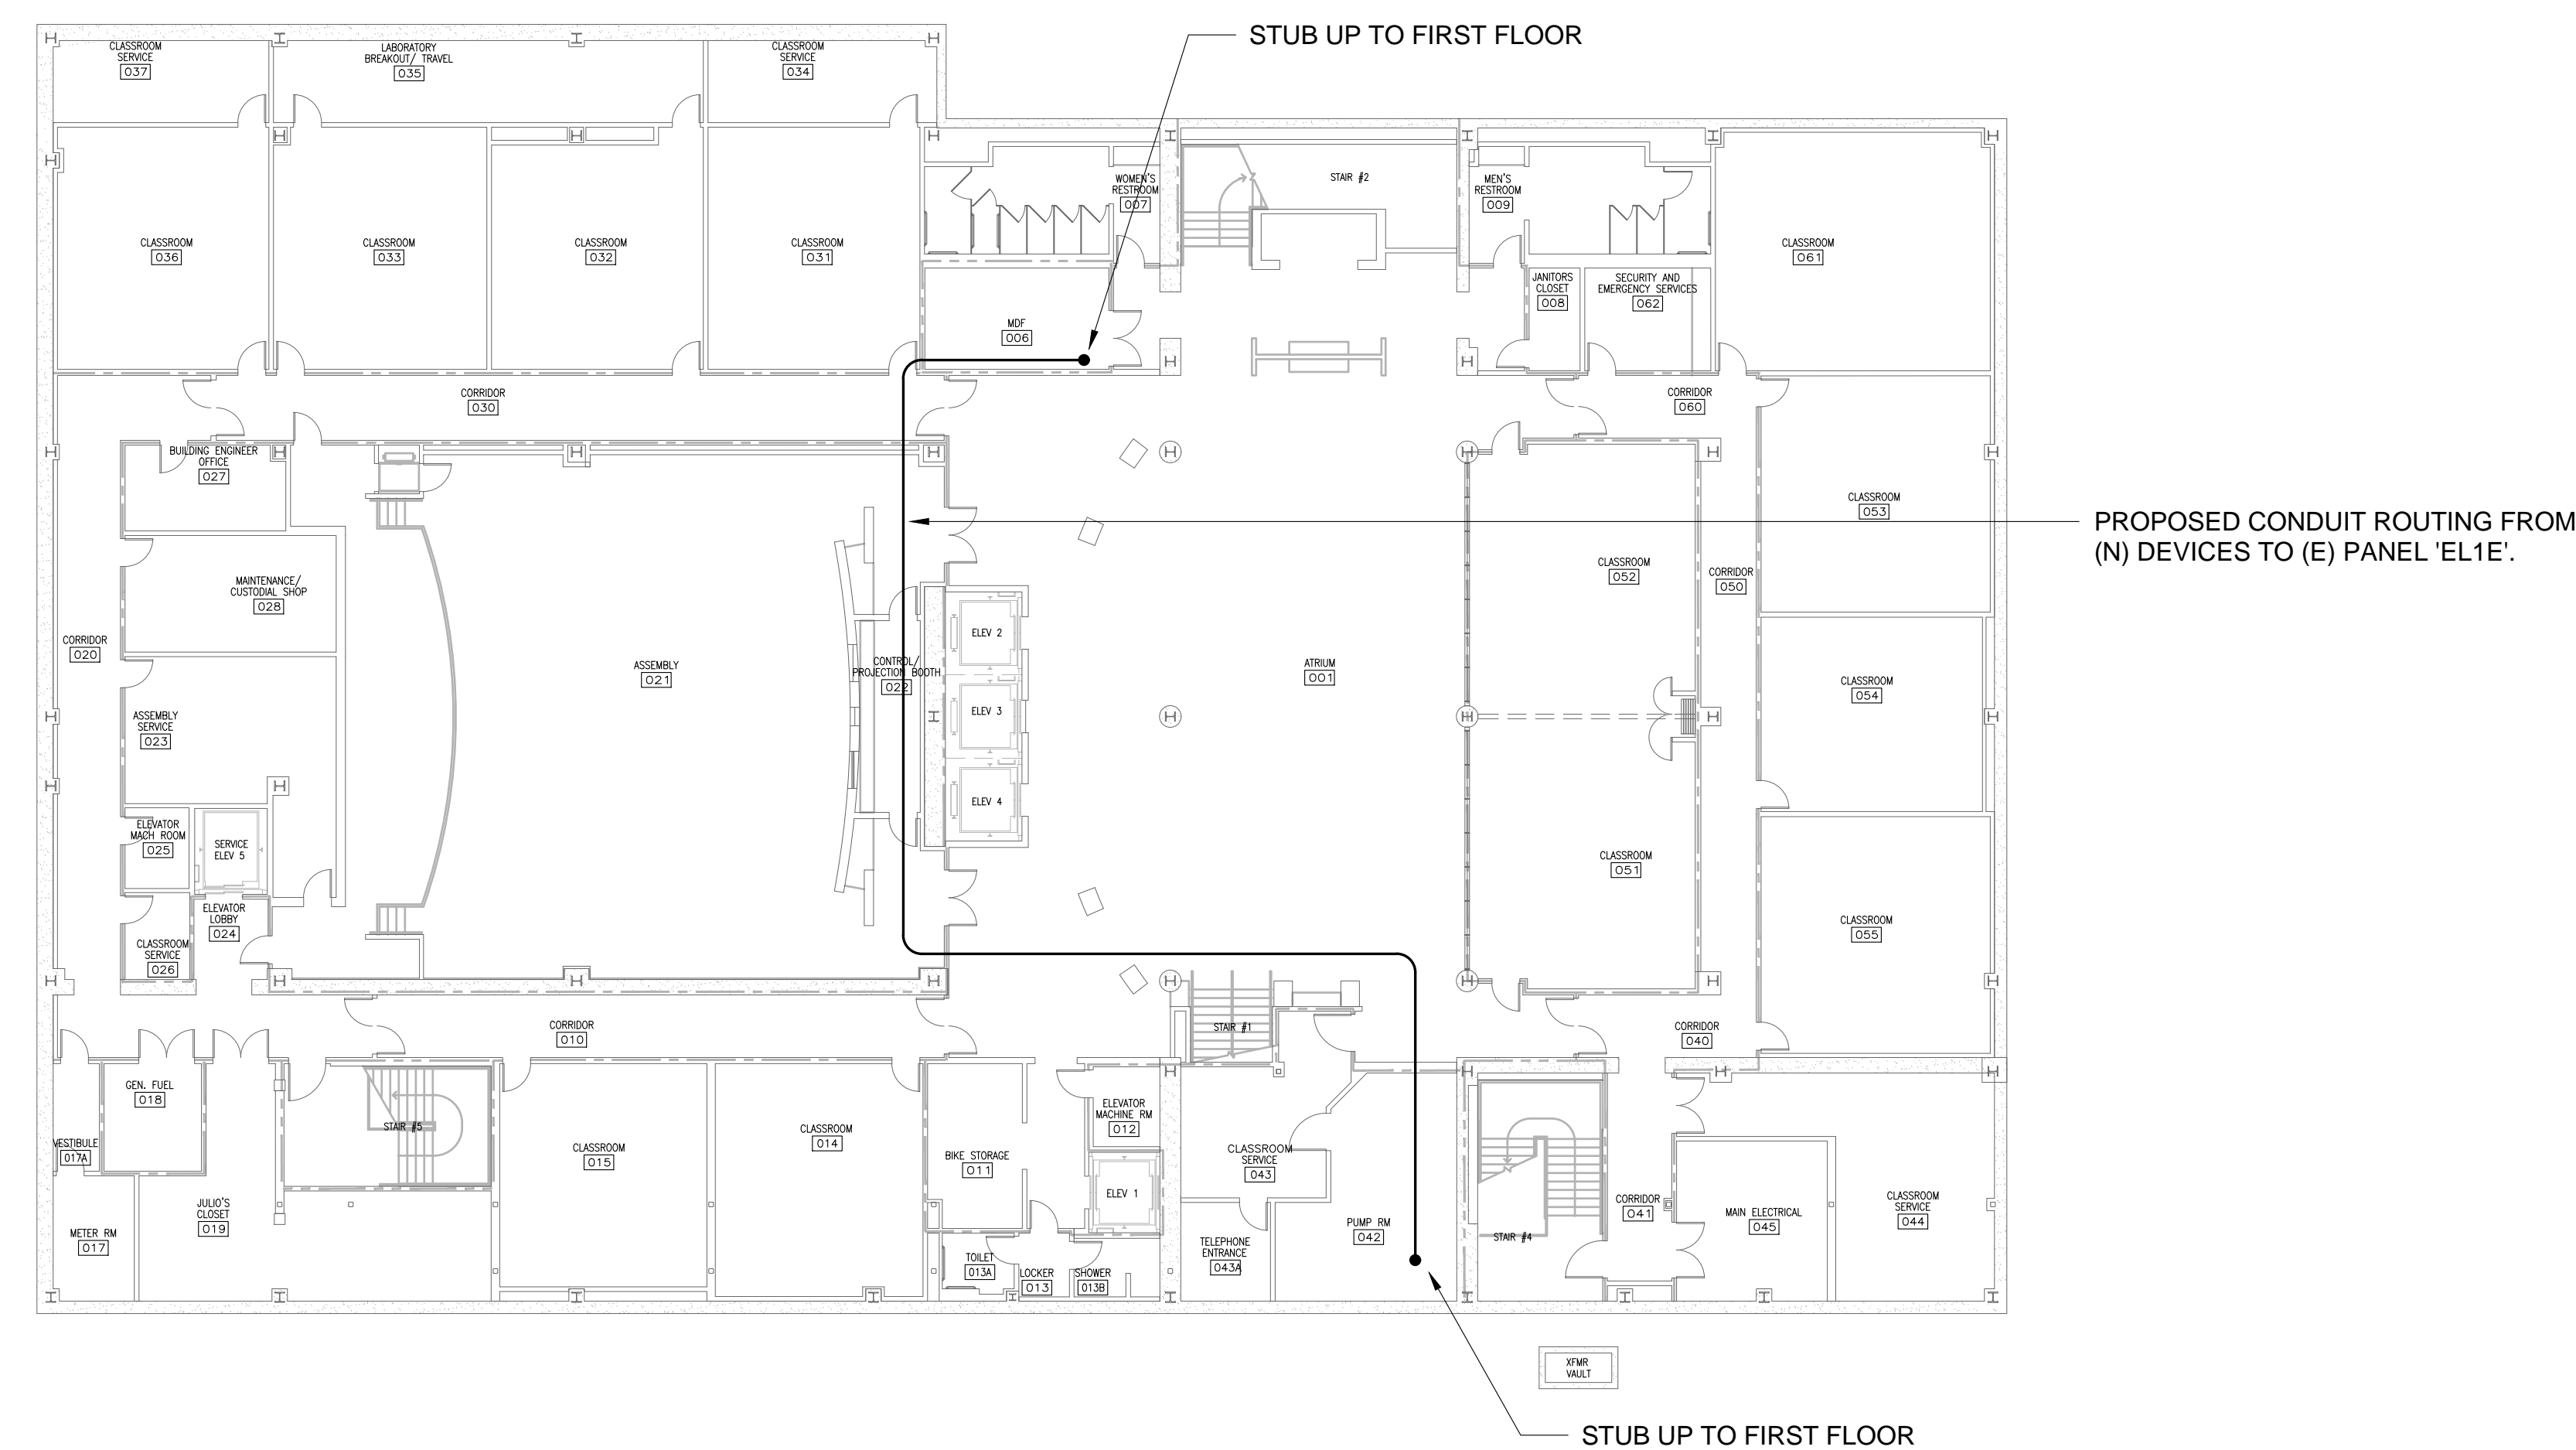 STUB UP TO FIRST FLOOR
CLASSROOM
SERVICE
037
LABORATORY
BREAKOUT/ TRAVEL
035
CLASSROOM
SERVICE
034
WOMEN'S
RESTROOM
007
STAIR #2
MEN'S
RESTROOM
009
CLASSROOM
036
CLASSROOM
033
CLASSROOM
032
CLASSROOM
031
CLASSROOM
061
JANITORS
CLOSET
008
SECURITY AND
EMERGENCY SERVICES
062
MDF
006
CORRIDOR
030
CORRIDOR
060
BUILDING ENGINEER
OFFICE
027
CLASSROOM
053
PROPOSED CONDUIT ROUTING FROM
(N) DEVICES TO (E) PANEL 'EL1E'.
CLASSROOM
052
CORRIDOR
050
MAINTENANCE/
CUSTODIAL SHOP
028
ELEV 2
CORRIDOR
020
ASSEMBLY
021
CONTROL/
PROJECTION BOOTH
022
ATRIUM
001
CLASSROOM
054
ELEV 3
ASSEMBLY
SERVICE
023
ELEV 4
ELEVATOR
MACH ROOM
025
SERVICE
ELEV 5
CLASSROOM
051
ELEVATOR
LOBBY
024
CLASSROOM
055
CLASSROOM
SERVICE
026
CORRIDOR
010
STAIR #1
CORRIDOR
040
GEN. FUEL
018
ELEVATOR
MACHINE RM
012
STAIR #5
CLASSROOM
014
VESTIBULE
017A
CLASSROOM
015
BIKE STORAGE
011
CLASSROOM
SERVICE
043
ELEV 1
JULIO'S
CLOSET
019
CORRIDOR
041
MAIN ELECTRICAL
045
CLASSROOM
SERVICE
044
METER RM
017
PUMP RM
042
STAIR #4
TELEPHONE
ENTRANCE
043A
TOILET
013A
LOCKER
013
SHOWER
013B
XFMR
VAULT
STUB UP TO FIRST FLOOR